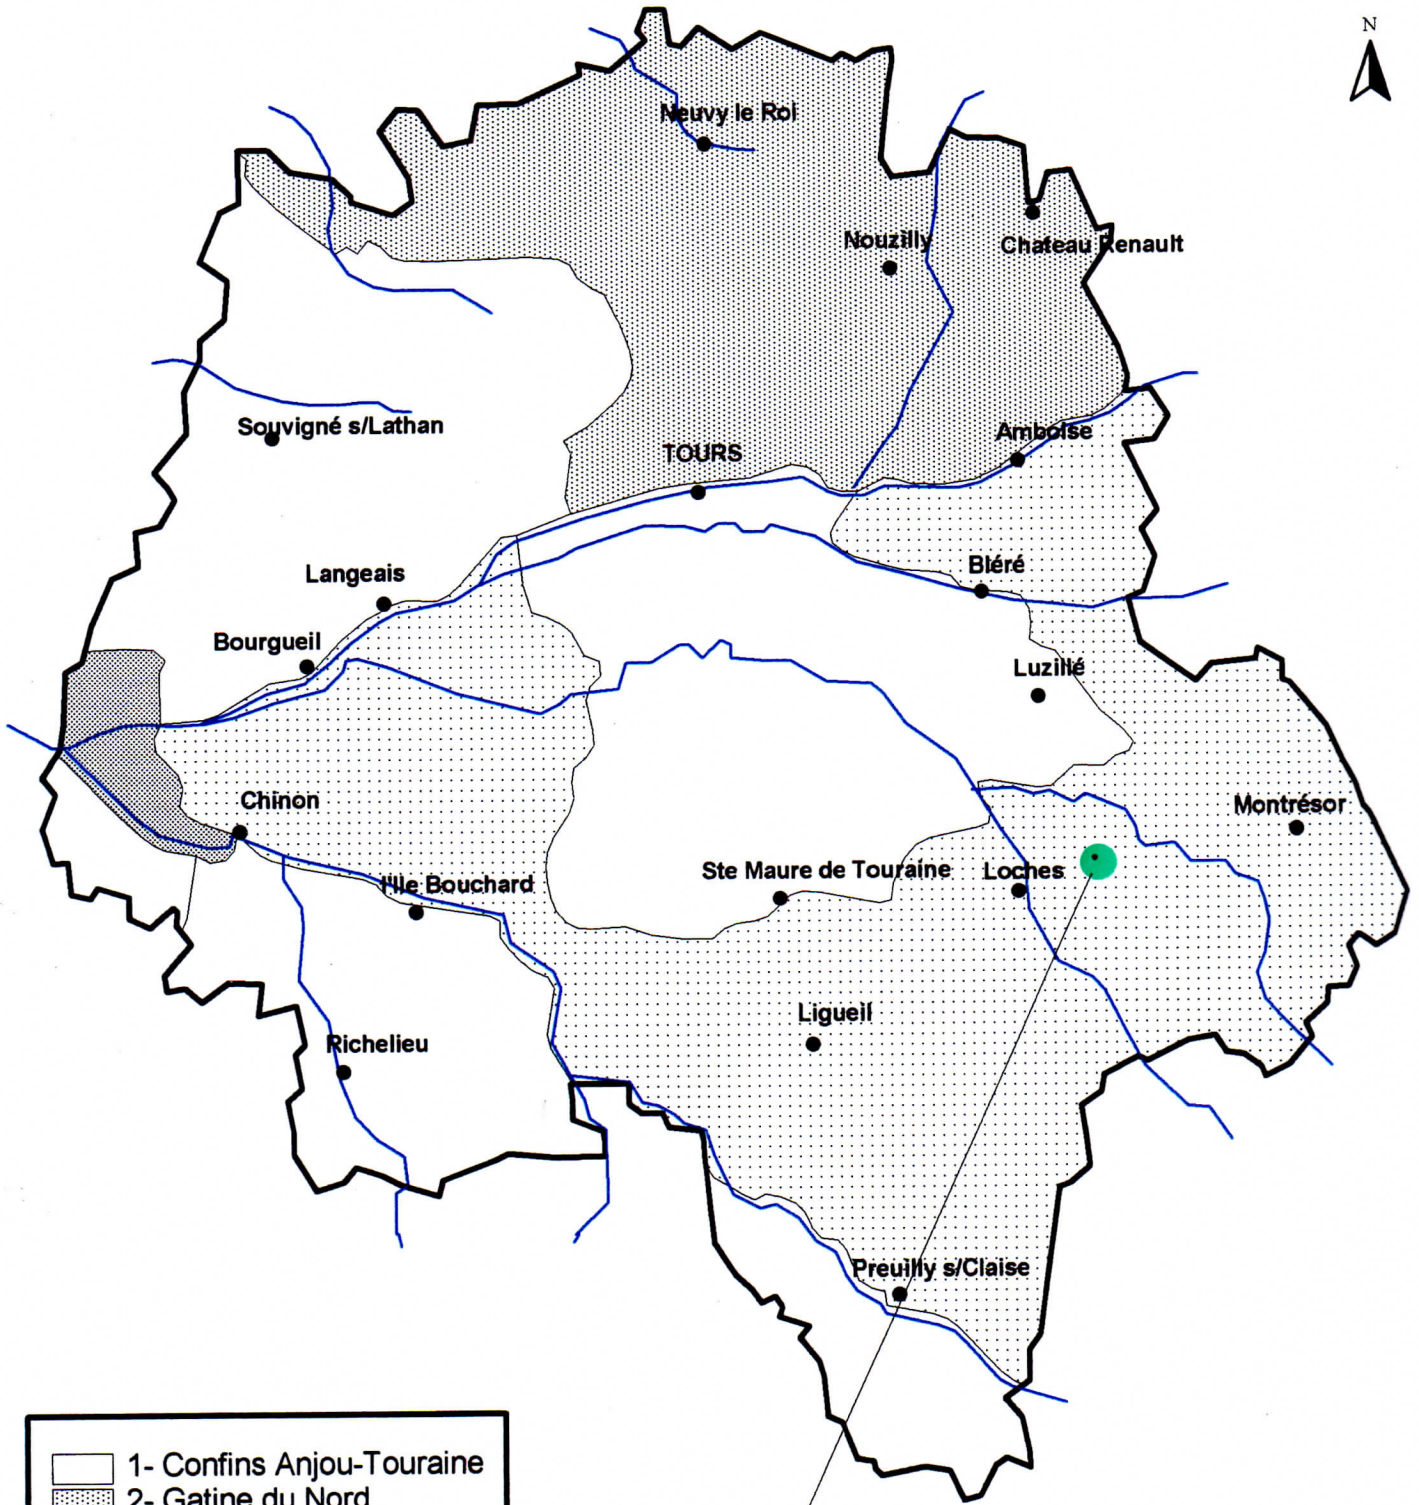 N
Neuvy le Roi
Nouzilly
Chateau Renault
Souvigné s/Lathan
Amboise
TOURS
Bléré
Langeais
Bourgueil
Luzillé
Chinon
Montrésor
Ste Maure de Touraine
Loches
l'Ile Bouchard
Ligueil
Richelieu
Preuilly s/Claise
1- Confins Anjou-Touraine
2- Gatine du Nord